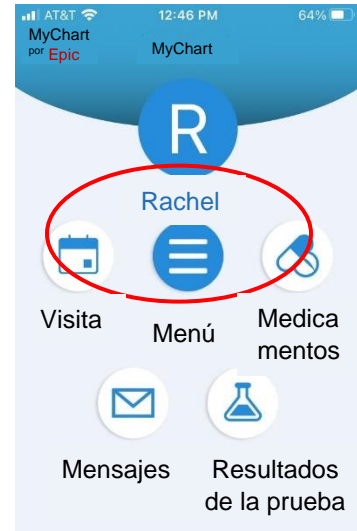 AT&T 12:46 PM 64%
MyChart
por Epic
MyChart
R
Rachel
Visita
Menú
Medica
mentos
Mensajes
Resultados
de la prueba